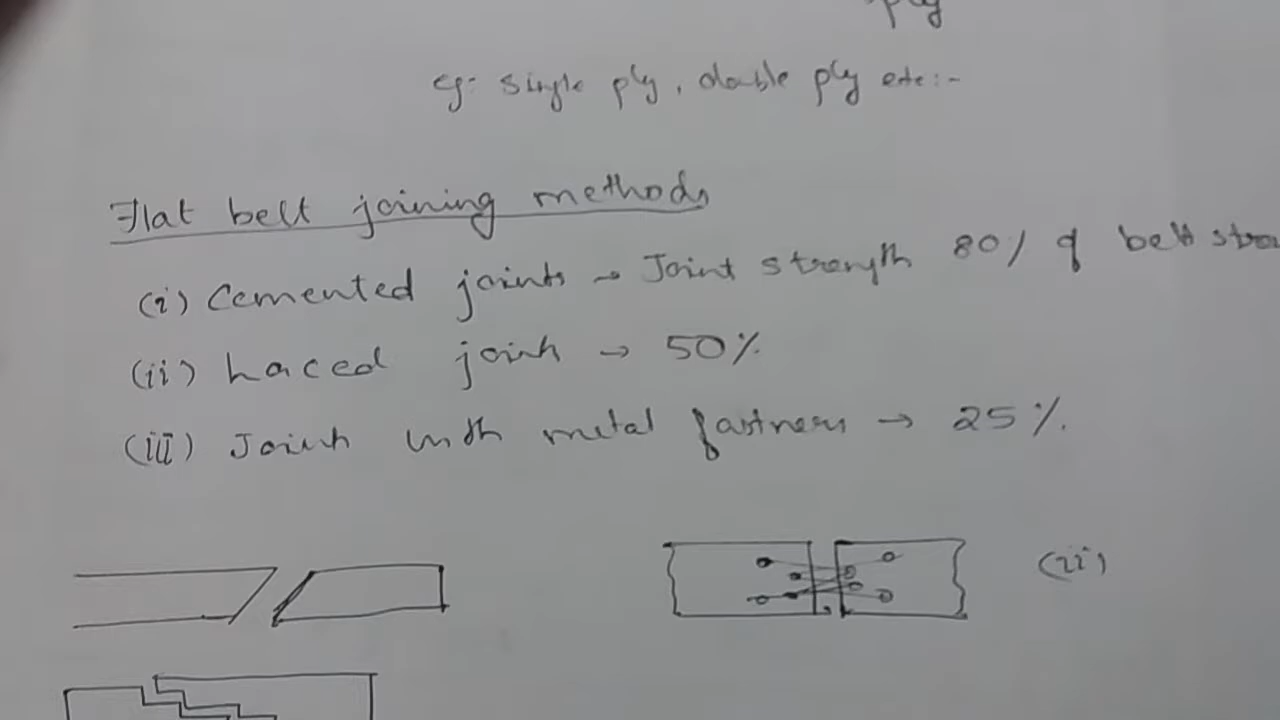 ply
eg:- single ply, double ply etc:-
Flat belt joining methods
(i) Cemented joints → Joint strength 80% of belt
(ii) Laced joint → 50%
(iii) Joint with metal fastners → 25%.
(ii)